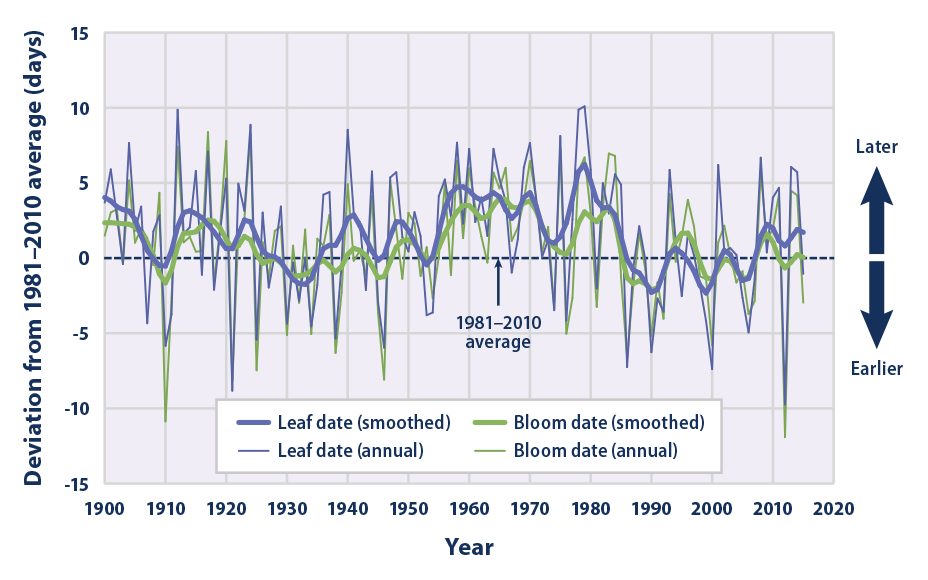 Deviation from 1981–2010 average (days)
15
10
5
0
-5
-10
-15
Later
Earlier
1981–2010
average
Leaf date (smoothed) Bloom date (smoothed)
Leaf date (annual) Bloom date (annual)
1900 1910 1920 1930 1940 1950 1960 1970 1980 1990 2000 2010 2020
Year